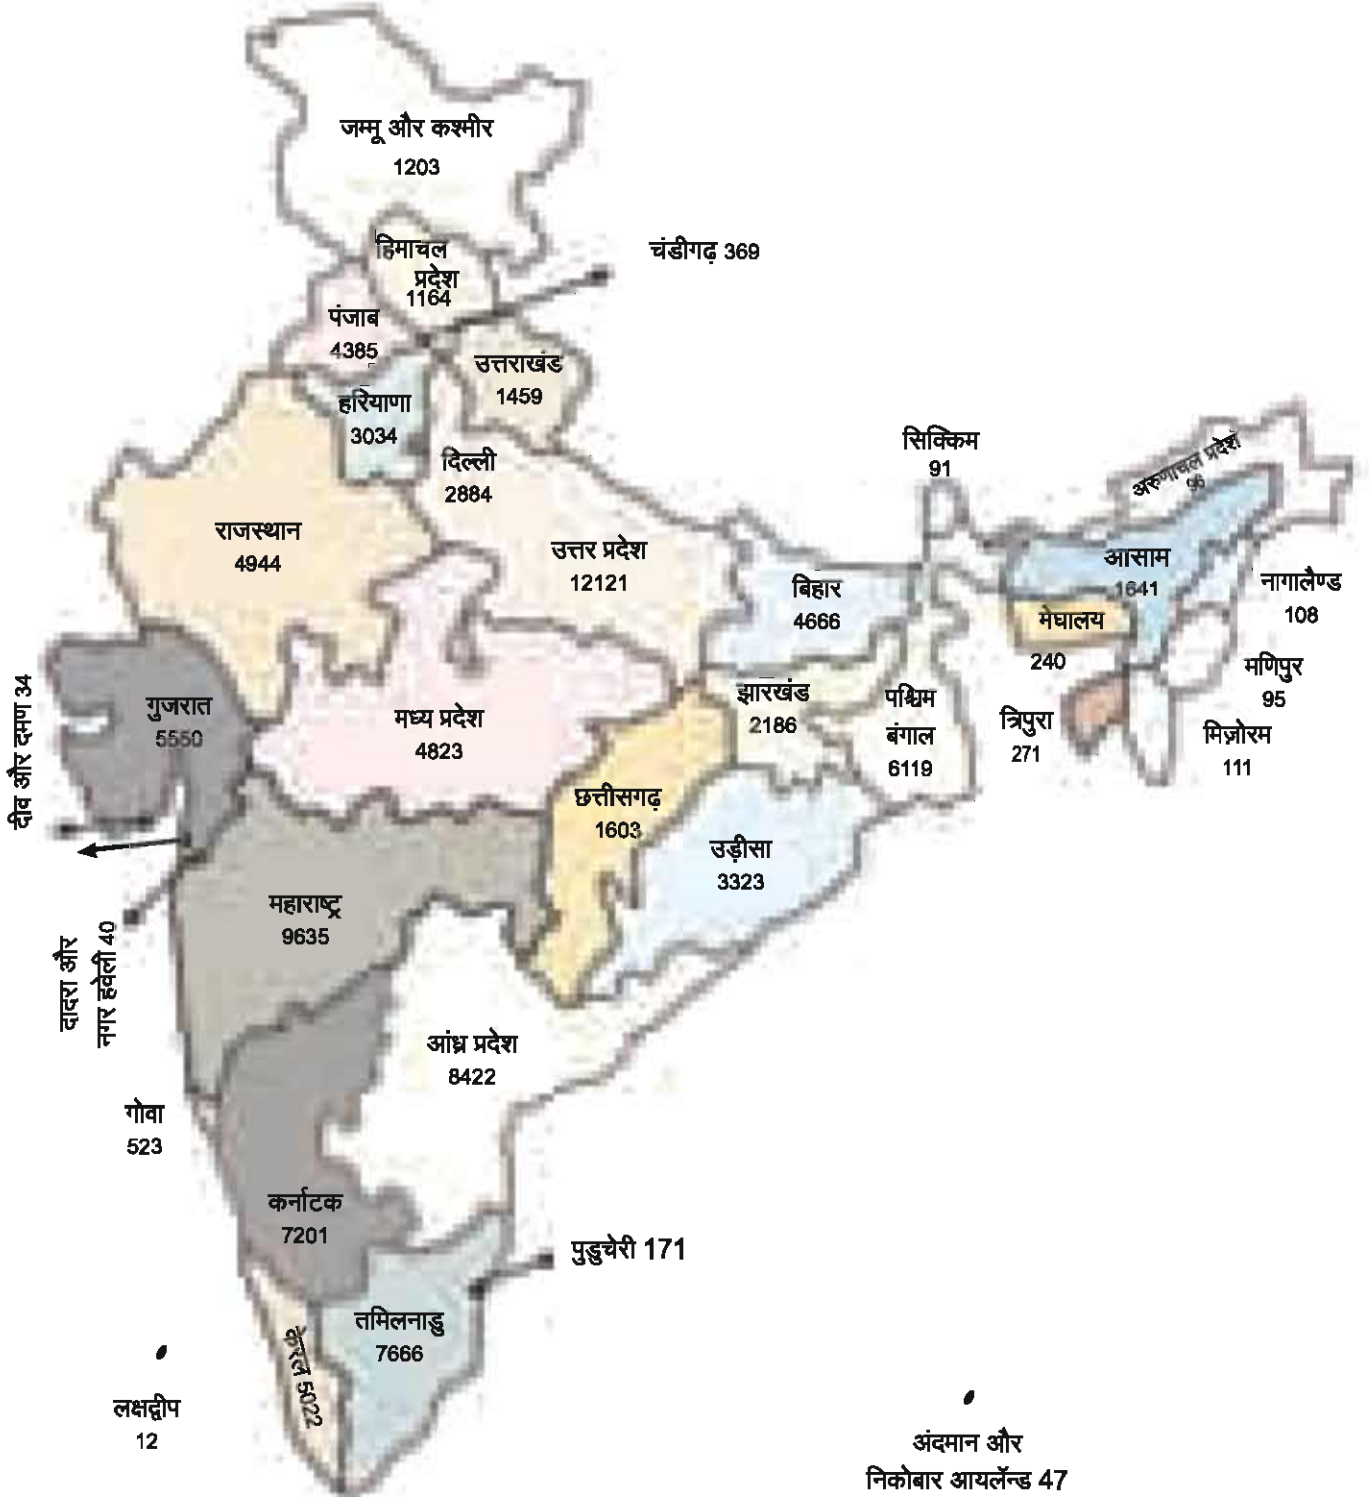 जम्मू और कश्मीर
1203
हिमाचल
प्रदेश
1164
चंडीगढ़ 369
पंजाब
4385
उत्तराखंड
1459
हरियाणा
3034
दिल्ली
2884
सिक्किम
91
अरुणाचल प्रदेश
96
राजस्थान
4944
उत्तर प्रदेश
12121
बिहार
4666
आसाम
1641
नागालैण्ड
108
मेघालय
240
मणिपुर
95
दीव और दमण 34
गुजरात
5550
मध्य प्रदेश
4823
झारखंड
2186
पश्चिम
बंगाल
6119
त्रिपुरा
271
मिज़ोरम
111
छत्तीसगढ़
1603
उड़ीसा
3323
महाराष्ट्र
9635
दादरा और
नगर हवेली 40
आंध्र प्रदेश
8422
गोवा
523
कर्नाटक
7201
पुडुचेरी 171
तमिलनाडु
7666
केरल 5022
लक्षद्वीप
12
अंदमान और
निकोबार आयलॅन्ड 47